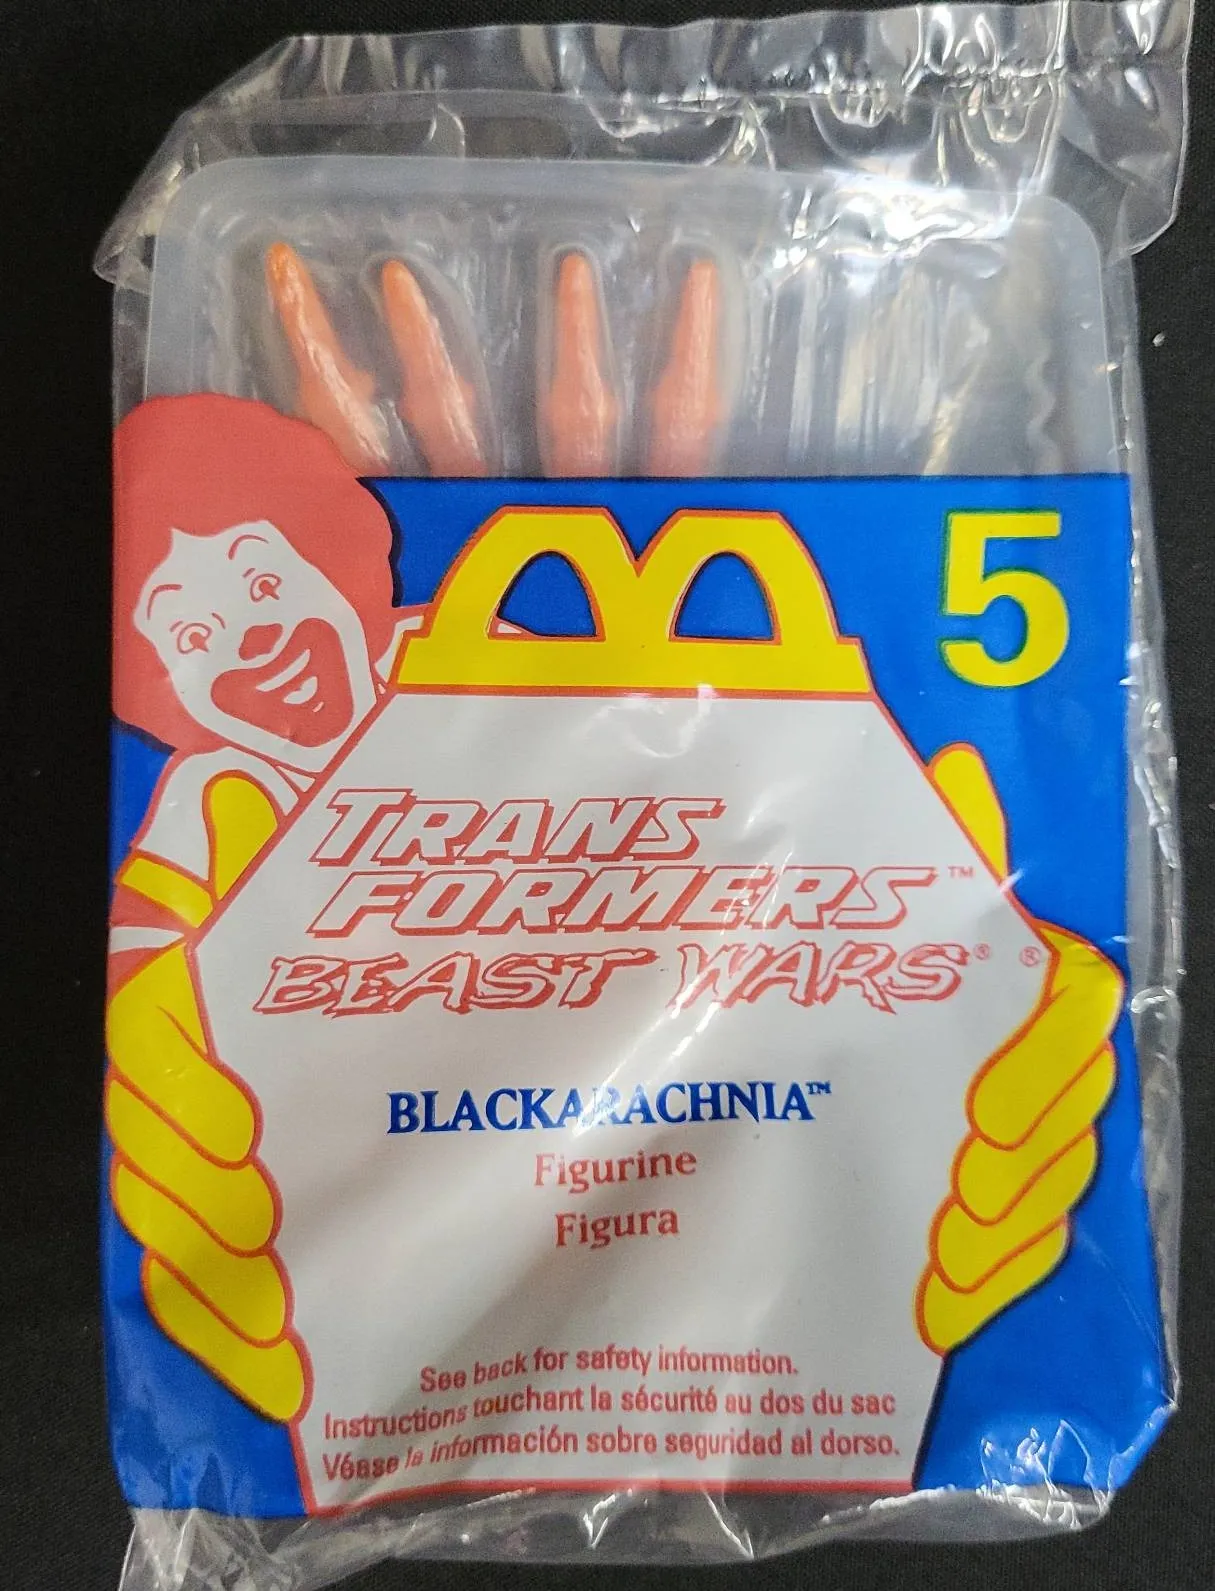 5
TRANS
FORMERS™
BEAST WARS® ®
BLACKARACHNIA™
Figurine
Figura
See back for safety information.
Instructions touchant la sécurité au dos du sac
Véase la información sobre seguridad al dorso.